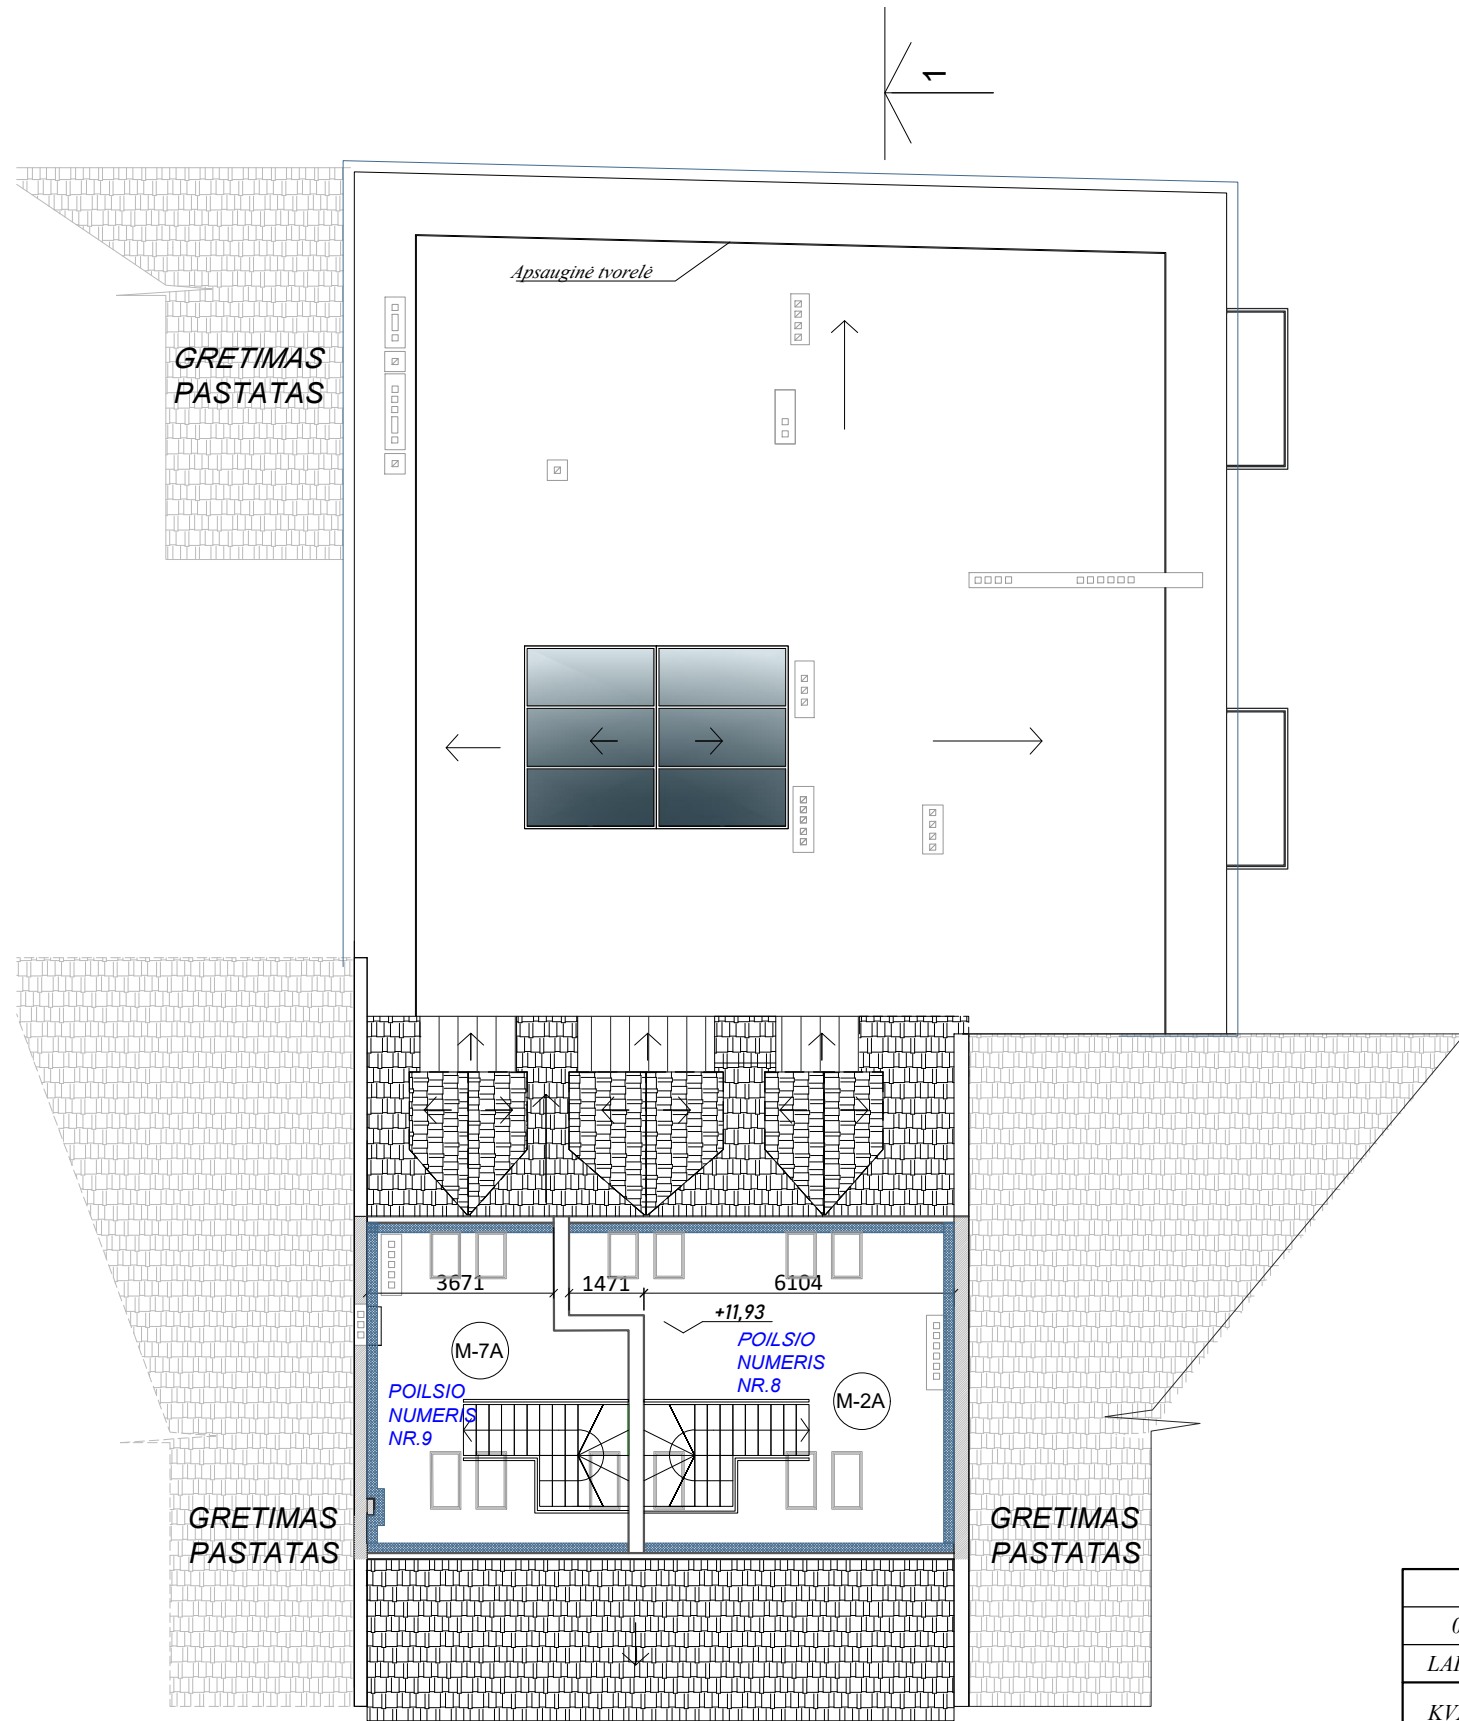 1
Apsauginė tvorelė
GRETIMAS
PASTATAS
3671
1471
6104
+11,93
M-7A
POILSIO
NUMERIS
NR.8
M-2A
POILSIO
NUMERIS
NR.9
GRETIMAS
PASTATAS
GRETIMAS
PASTATAS